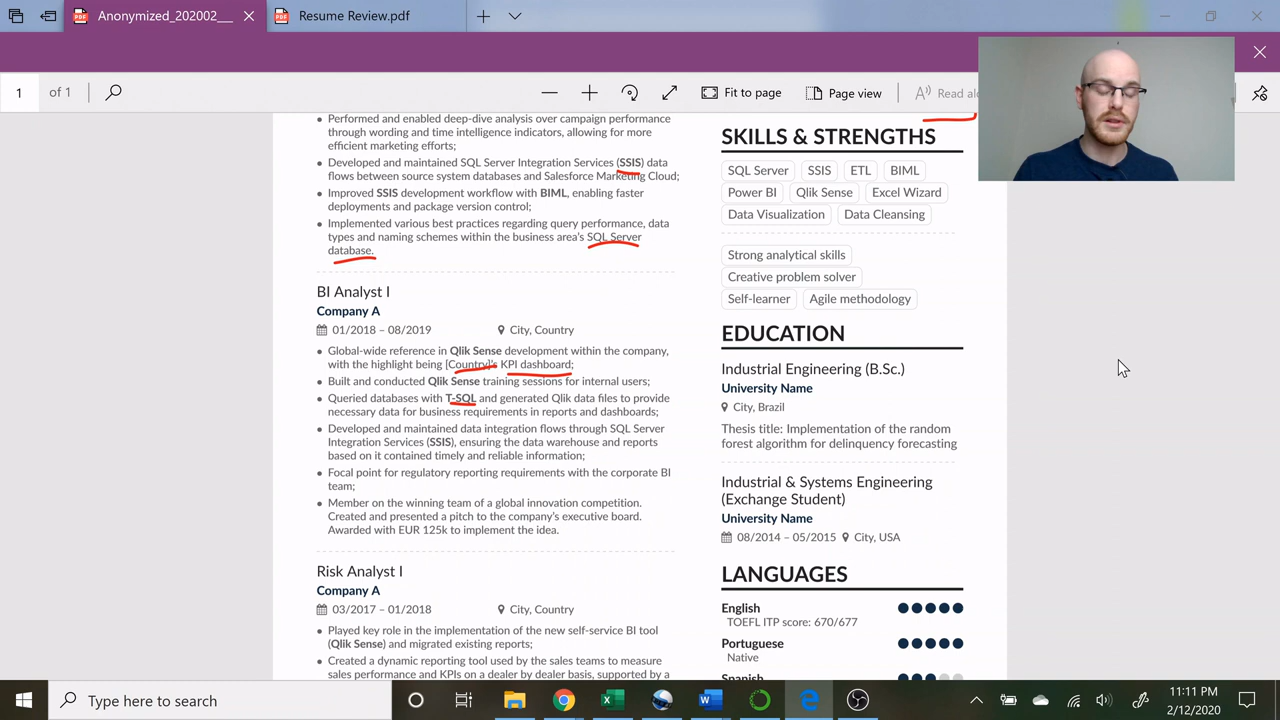 Anonymized_202002
Resume Review.pdf
1 of 1
Fit to page
Page view
Read al
Performed and enabled deep-dive analysis over campaign performance
through wording and time intelligence indicators, allowing for more
efficient marketing efforts;
Developed and maintained SQL Server Integration Services (SSIS) data
flows between source system databases and Salesforce Marketing Cloud;
Improved SSIS development workflow with BIML, enabling faster
deployments and package version control;
Implemented various best practices regarding query performance, data
types and naming schemes within the business area's SQL Server
database.
BI Analyst I
Company A
01/2018 – 08/2019 City, Country
Global-wide reference in Qlik Sense development within the company,
with the highlight being [Country]'s KPI dashboard;
Built and conducted Qlik Sense training sessions for internal users;
Queried databases with T-SQL and generated Qlik data files to provide
necessary data for business requirements in reports and dashboards;
Developed and maintained data integration flows through SQL Server
Integration Services (SSIS), ensuring the data warehouse and reports
based on it contained timely and reliable information;
Focal point for regulatory reporting requirements with the corporate BI
team;
Member on the winning team of a global innovation competition.
Created and presented a pitch to the company's executive board.
Awarded with EUR 125k to implement the idea.
Risk Analyst I
Company A
03/2017 – 01/2018 City, Country
Played key role in the implementation of the new self-service BI tool
(Qlik Sense) and migrated existing reports;
Created a dynamic reporting tool used by the sales teams to measure
sales performance and KPIs on a dealer by dealer basis, supported by a
SKILLS & STRENGTHS
SQL Server SSIS ETL BIML
Power BI Qlik Sense Excel Wizard
Data Visualization Data Cleansing
Strong analytical skills
Creative problem solver
Self-learner Agile methodology
EDUCATION
Industrial Engineering (B.Sc.)
University Name
City, Brazil
Thesis title: Implementation of the random
forest algorithm for delinquency forecasting
Industrial & Systems Engineering
(Exchange Student)
University Name
08/2014 – 05/2015 City, USA
LANGUAGES
English
TOEFL ITP score: 670/677
Portuguese
Native
Spanish
Type here to search
11:11 PM
2/12/2020